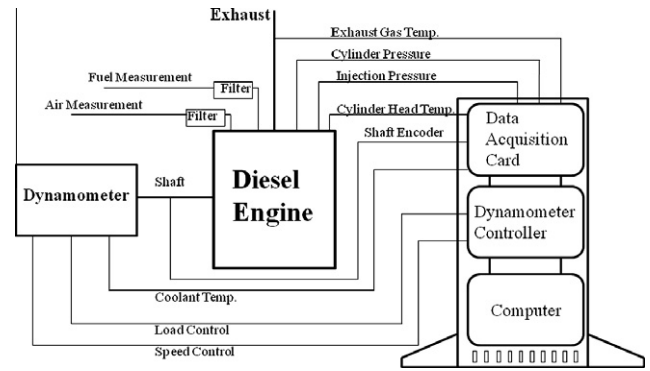 Exhaust
Exhaust Gas Temp.
Cylinder Pressure
Fuel Measurement
Filter
Injection Pressure
Air Measurement
Filter
Cylinder Head Temp.
Shaft Encoder
Data
Acquisition
Card
Dynamometer
Shaft
Diesel
Engine
Dynamometer
Controller
Coolant Temp.
Computer
Load Control
Speed Control